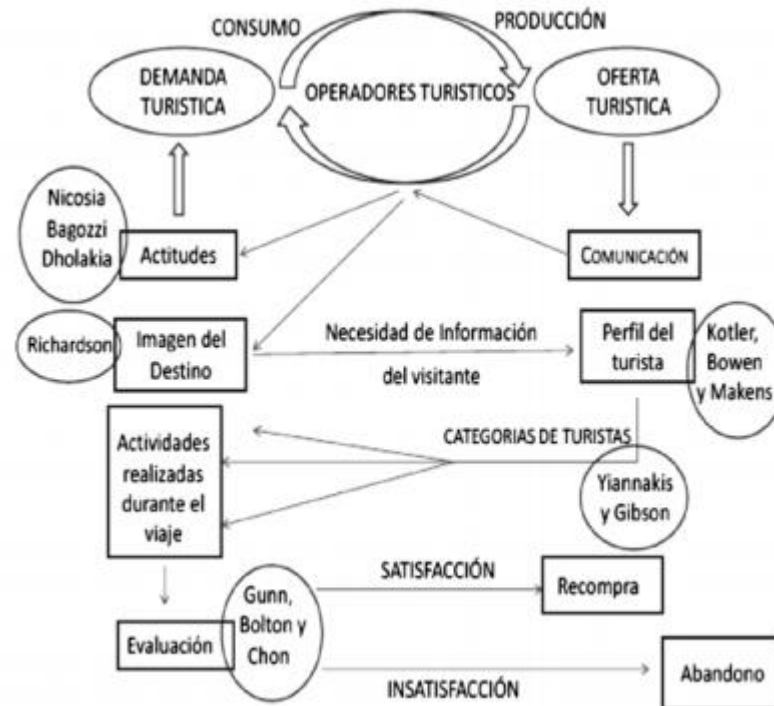 CONSUMO
PRODUCCIÓN
DEMANDA
TURISTICA
OPERADORES TURISTICOS
OFERTA
TURISTICA
Nicosia
Bagozzi
Dholakia
Actitudes
COMUNICACIÓN
Richardson
Imagen del
Destino
Necesidad de Información
del visitante
Perfil del
turista
Kotler,
Bowen
y Makens
Actividades
realizadas
durante el
viaje
CATEGORIAS DE TURISTAS
Yiannakis
y Gibson
SATISFACCIÓN
Recompra
Evaluación
Gunn,
Bolton y
Chon
INSATISFACCIÓN
Abandono